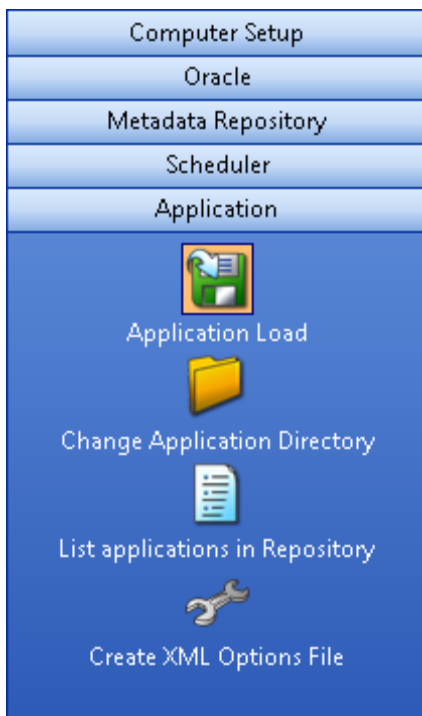 Computer Setup
Oracle
Metadata Repository
Scheduler
Application
Application Load
Change Application Directory
List applications in Repository
Create XML Options File